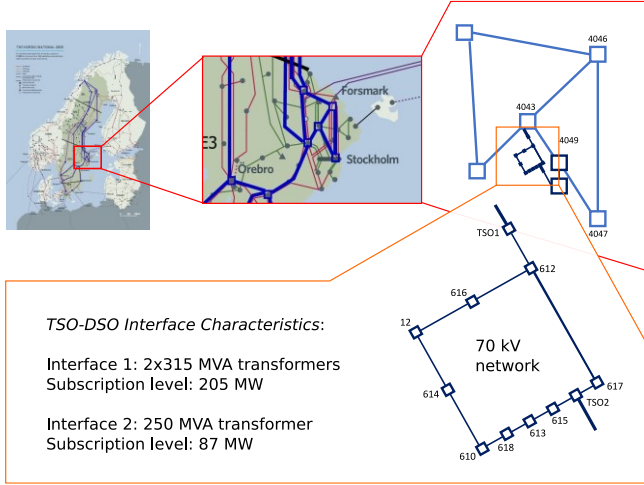 Forsmark
E3
Örebro
Stockholm
4046
4043
4049
4047
TSO1
612
616
12
70 kV
network
614
617
TSO2
615
613
618
610
TSO-DSO Interface Characteristics:
Interface 1: 2x315 MVA transformers
Subscription level: 205 MW
Interface 2: 250 MVA transformer
Subscription level: 87 MW